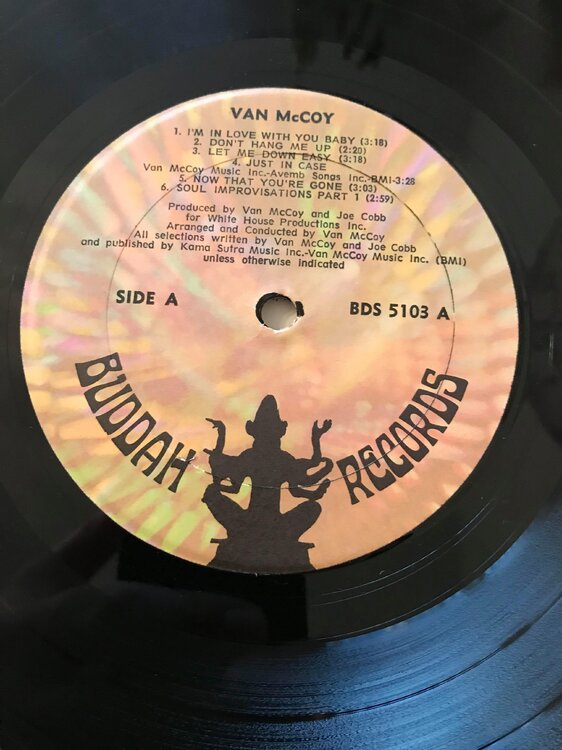 VAN McCOY
1. I'M IN LOVE WITH YOU BABY (3:18)
2. DON'T HANG ME UP (2:20)
3. LET ME DOWN EASY (3:18)
4. JUST IN CASE
Van McCoy Music Inc.-Avemb Songs Inc.-BMI-3:28
5. NOW THAT YOU'RE GONE (3:03)
6. SOUL IMPROVISATIONS PART 1 (2:59)
Produced by Van McCoy and Joe Cobb
for White House Productions Inc.
Arranged and Conducted by Van McCoy
All selections written by Van McCoy and Joe Cobb
and published by Kama Sutra Music Inc.-Van McCoy Music Inc. (BMI)
unless otherwise indicated
SIDE A
BDS 5103 A
BUDDAH RECORDS